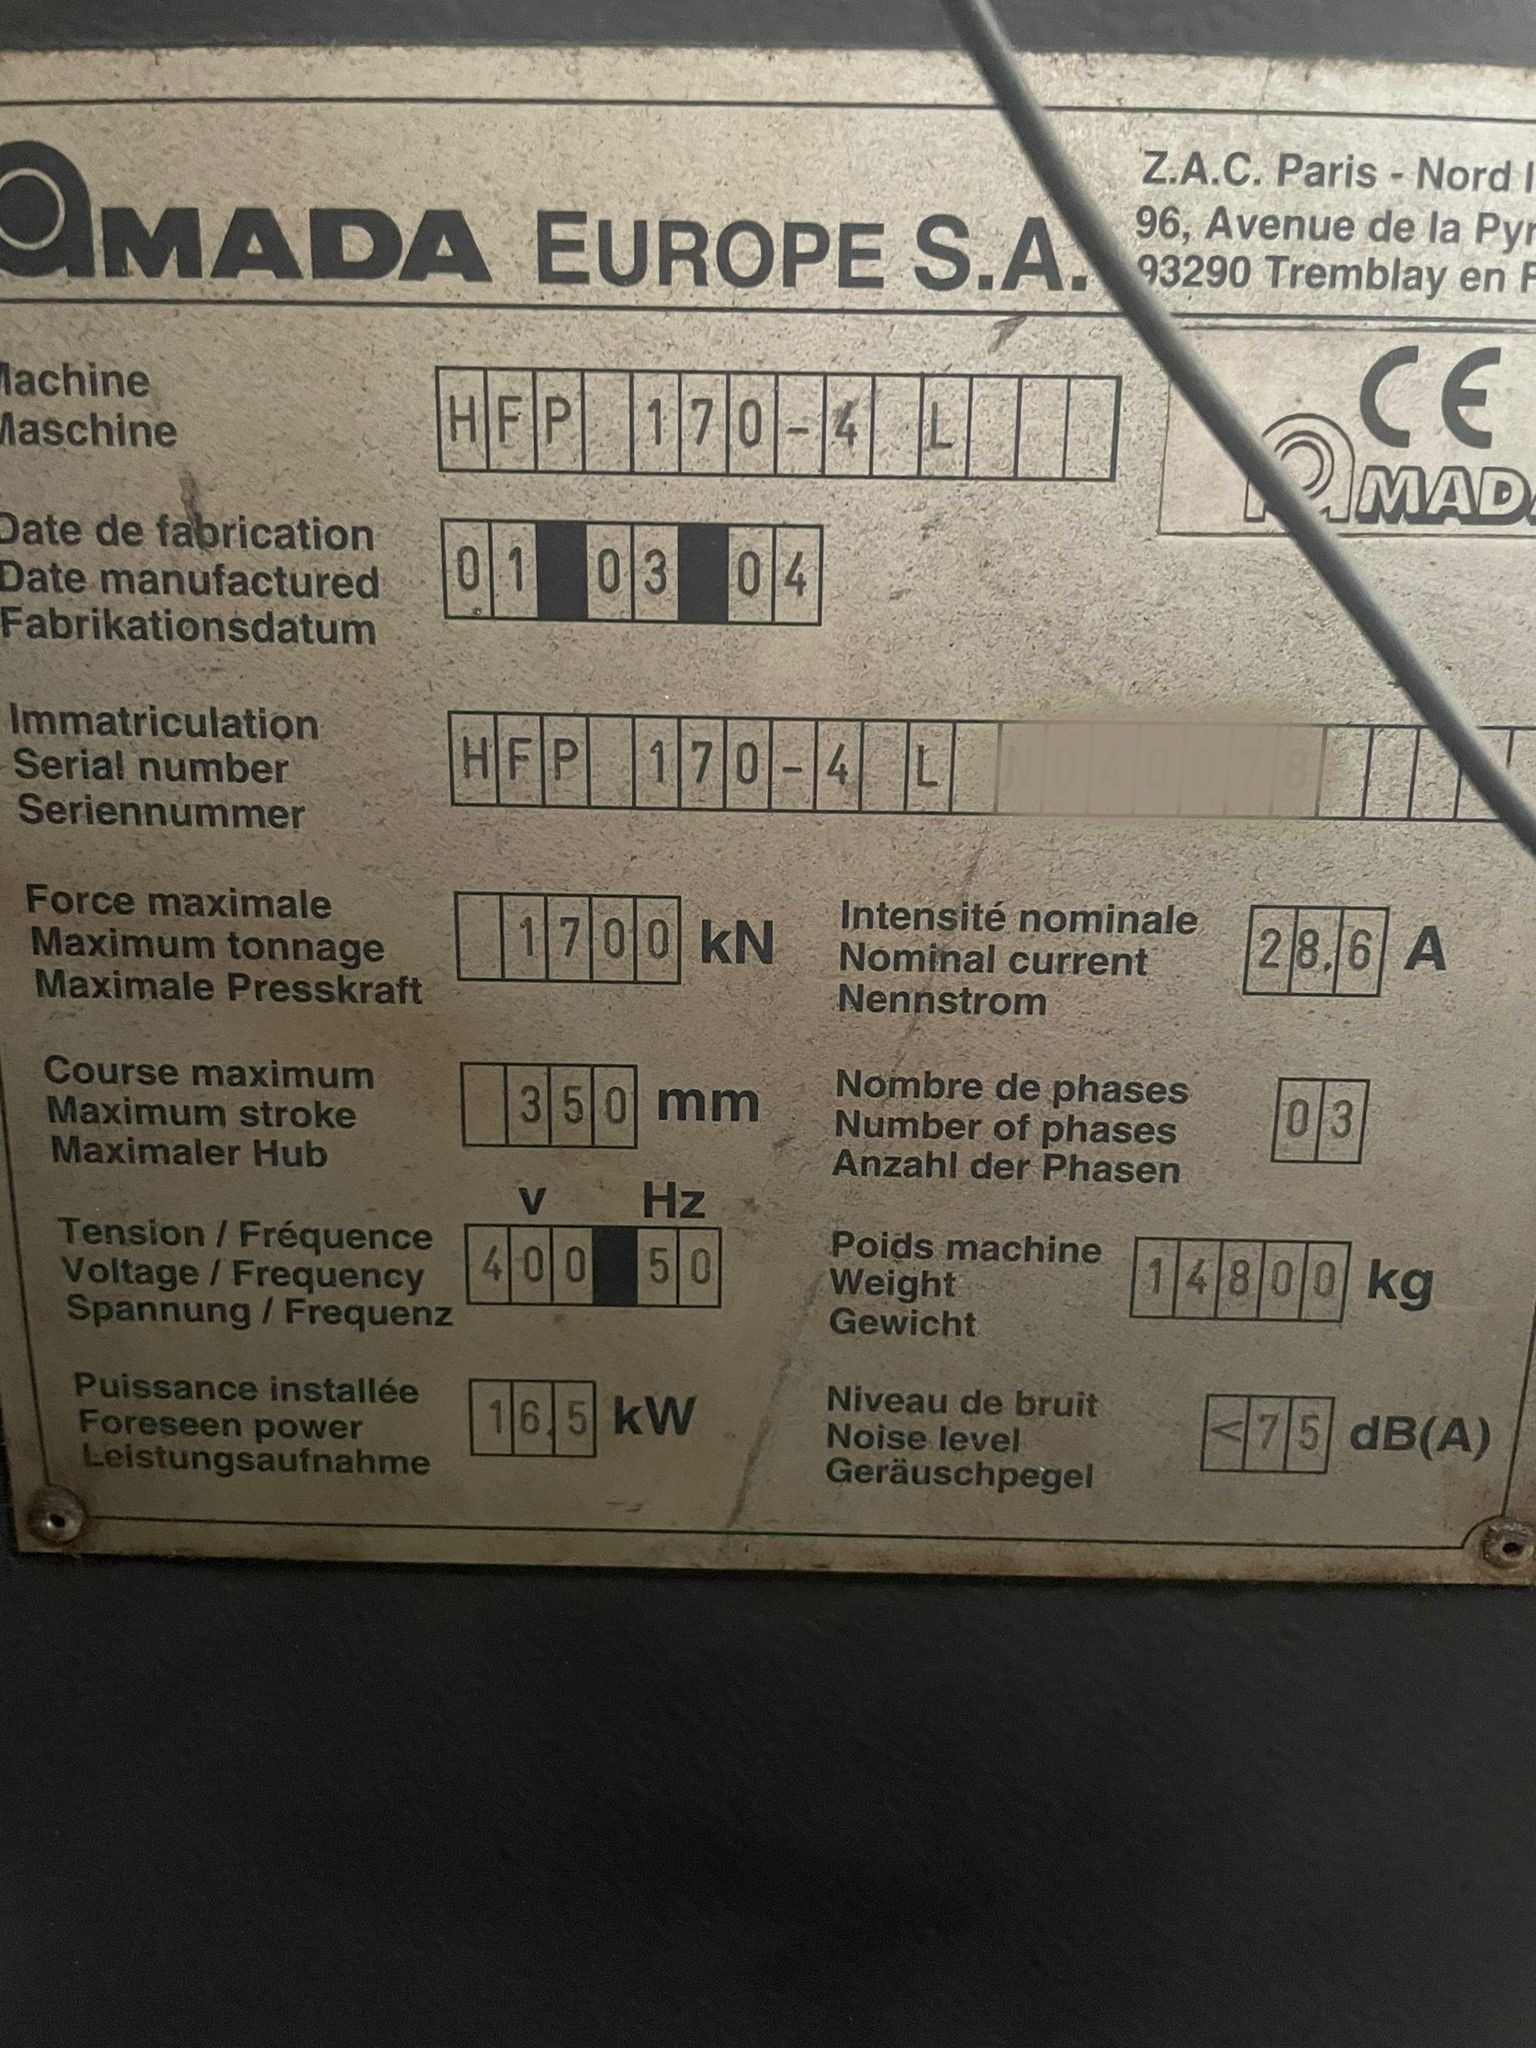 AMADA EUROPE S.A.
Z.A.C. Paris - Nord
96, Avenue de la
93290 Tremblay en
Machine
Maschine
HFP 170-4 L
CE
AMADA
Date de fabrication
Date manufactured
Fabrikationsdatum
01 03 04
Immatriculation
Serial number
Seriennummer
HFP 170-4 L
Force maximale
Maximum tonnage
Maximale Presskraft
1700 kN
Intensité nominale
Nominal current
Nennstrom
28,6 A
Course maximum
Maximum stroke
Maximaler Hub
350 mm
Nombre de phases
Number of phases
Anzahl der Phasen
03
V Hz
Tension / Fréquence
Voltage / Frequency
Spannung / Frequenz
400 50
Poids machine
Weight
Gewicht
14800 kg
Puissance installée
Foreseen power
Leistungsaufnahme
16,5 kW
Niveau de bruit
Noise level
Geräuschpegel
<75 dB(A)